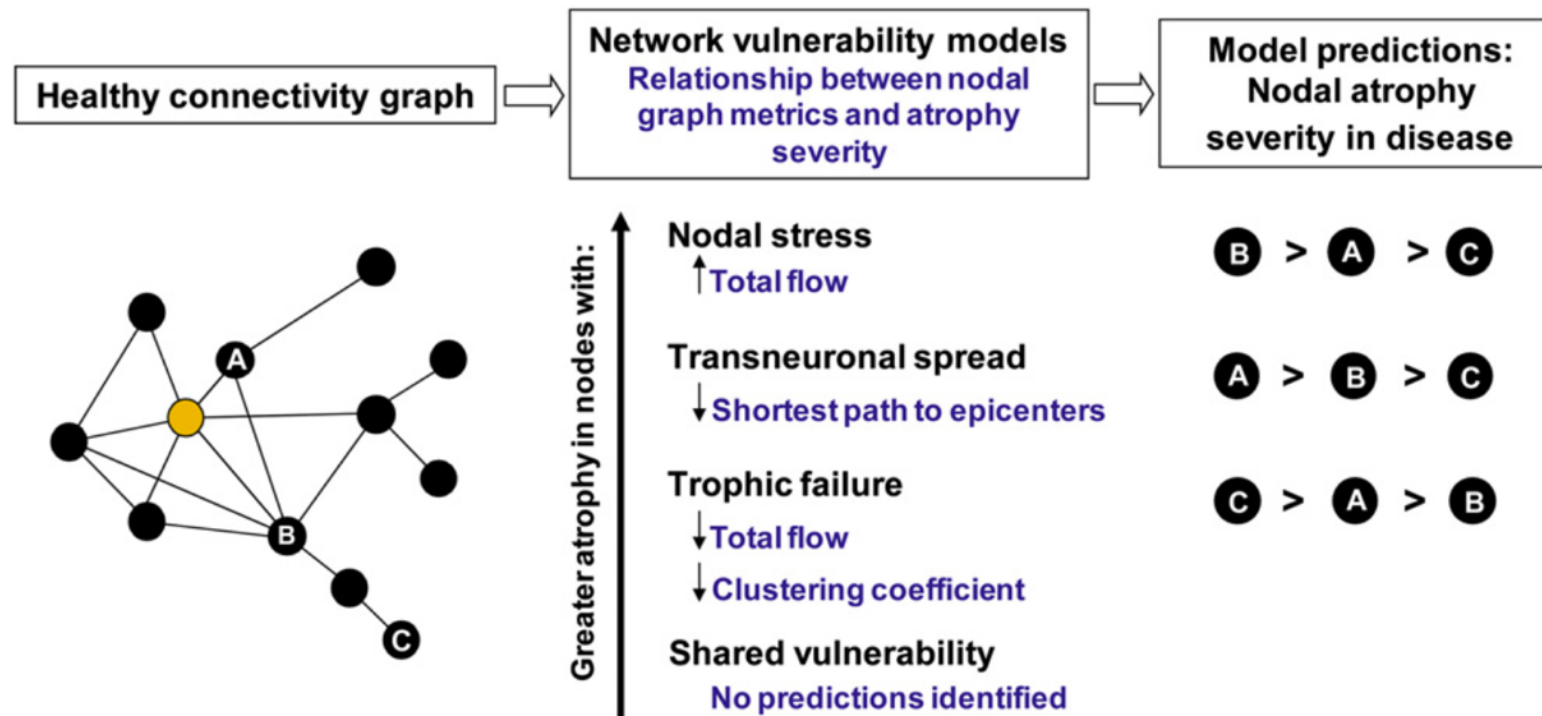 Healthy connectivity graph
Network vulnerability models
Relationship between nodal
graph metrics and atrophy
severity
Model predictions:
Nodal atrophy
severity in disease
A
B
C
Greater atrophy in nodes with:
Nodal stress
↑ Total flow
B > A > C
Transneuronal spread
↓ Shortest path to epicenters
A > B > C
Trophic failure
↓ Total flow
↓ Clustering coefficient
C > A > B
Shared vulnerability
No predictions identified